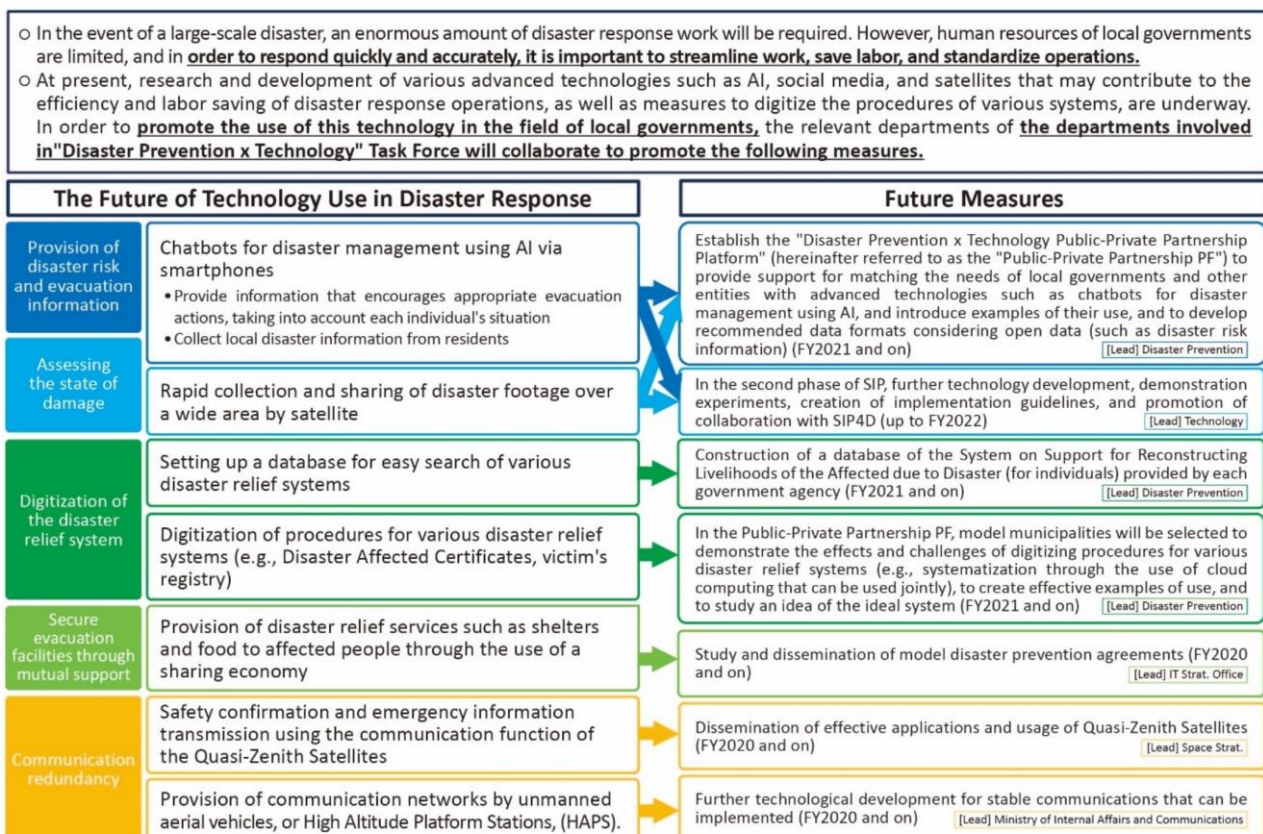 ○ In the event of a large-scale disaster, an enormous amount of disaster response work will be required. However, human resources of local governments
are limited, and in order to respond quickly and accurately, it is important to streamline work, save labor, and standardize operations.
○ At present, research and development of various advanced technologies such as AI, social media, and satellites that may contribute to the
efficiency and labor saving of disaster response operations, as well as measures to digitize the procedures of various systems, are underway.
In order to promote the use of this technology in the field of local governments, the relevant departments of the departments involved
in"Disaster Prevention x Technology" Task Force will collaborate to promote the following measures.
The Future of Technology Use in Disaster Response
Future Measures
Provision of
disaster risk
and evacuation
information
Chatbots for disaster management using AI via
smartphones
• Provide information that encourages appropriate evacuation
actions, taking into account each individual's situation
• Collect local disaster information from residents
Establish the "Disaster Prevention x Technology Public-Private Partnership
Platform" (hereinafter referred to as the "Public-Private Partnership PF") to
provide support for matching the needs of local governments and other
entities with advanced technologies such as chatbots for disaster
management using AI, and introduce examples of their use, and to develop
recommended data formats considering open data (such as disaster risk
information) (FY2021 and on)
[Lead] Disaster Prevention
Assessing
the state of
damage
Rapid collection and sharing of disaster footage over
a wide area by satellite
In the second phase of SIP, further technology development, demonstration
experiments, creation of implementation guidelines, and promotion of
collaboration with SIP4D (up to FY2022)
[Lead] Technology
Digitization of
the disaster
relief system
Setting up a database for easy search of various
disaster relief systems
Construction of a database of the System on Support for Reconstructing
Livelihoods of the Affected due to Disaster (for individuals) provided by each
government agency (FY2021 and on)
[Lead] Disaster Prevention
Digitization of procedures for various disaster relief
systems (e.g., Disaster Affected Certificates, victim's
registry)
In the Public-Private Partnership PF, model municipalities will be selected to
demonstrate the effects and challenges of digitizing procedures for various
disaster relief systems (e.g., systematization through the use of cloud
computing that can be used jointly), to create effective examples of use, and
to study an idea of the ideal system (FY2021 and on)
[Lead] Disaster Prevention
Secure
evacuation
facilities through
mutual support
Provision of disaster relief services such as shelters
and food to affected people through the use of a
sharing economy
Study and dissemination of model disaster prevention agreements (FY2020
and on)
[Lead] IT Strat. Office
Communication
redundancy
Safety confirmation and emergency information
transmission using the communication function of
the Quasi-Zenith Satellites
Dissemination of effective applications and usage of Quasi-Zenith Satellites
(FY2020 and on)
[Lead] Space Strat.
Provision of communication networks by unmanned
aerial vehicles, or High Altitude Platform Stations, (HAPS).
Further technological development for stable communications that can be
implemented (FY2020 and on)
[Lead] Ministry of Internal Affairs and Communications